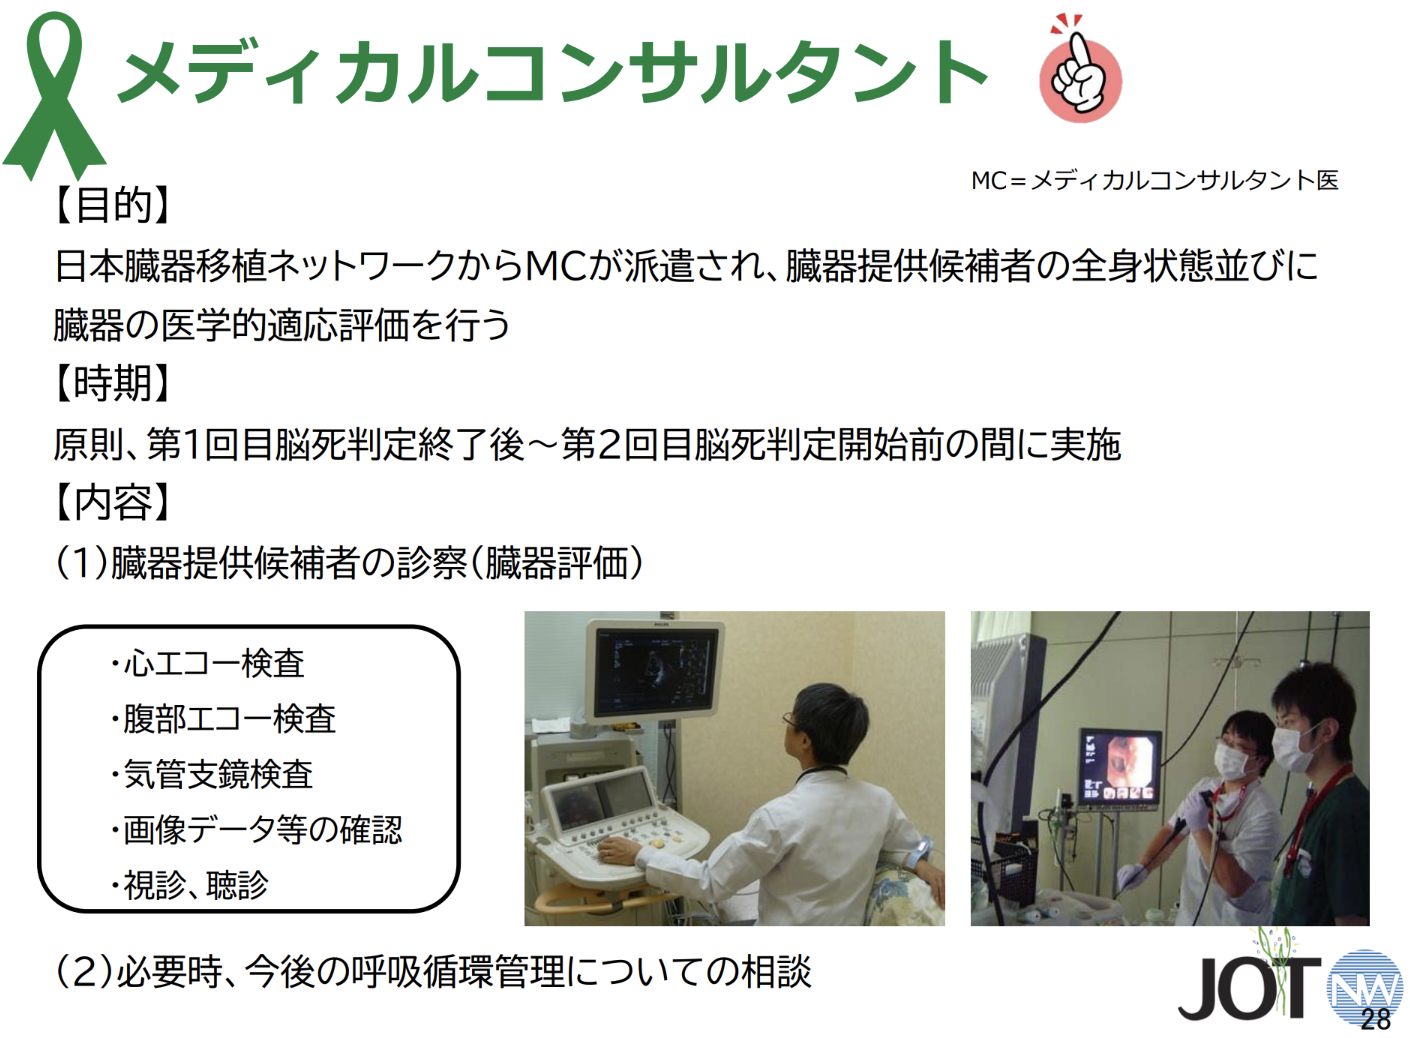 メディカルコンサルタント
MC=メディカルコンサルタント医
【目的】
日本臓器移植ネットワークからMCが派遣され、臓器提供候補者の全身状態並びに
臓器の医学的適応評価を行う
【時期】
原則、第1回目脳死判定終了後～第2回目脳死判定開始前の間に実施
【内容】
(1)臓器提供候補者の診察(臓器評価)
・心エコー検査
・腹部エコー検査
・気管支鏡検査
・画像データ等の確認
・視診、聴診
(2)必要時、今後の呼吸循環管理についての相談
JOT NW
28